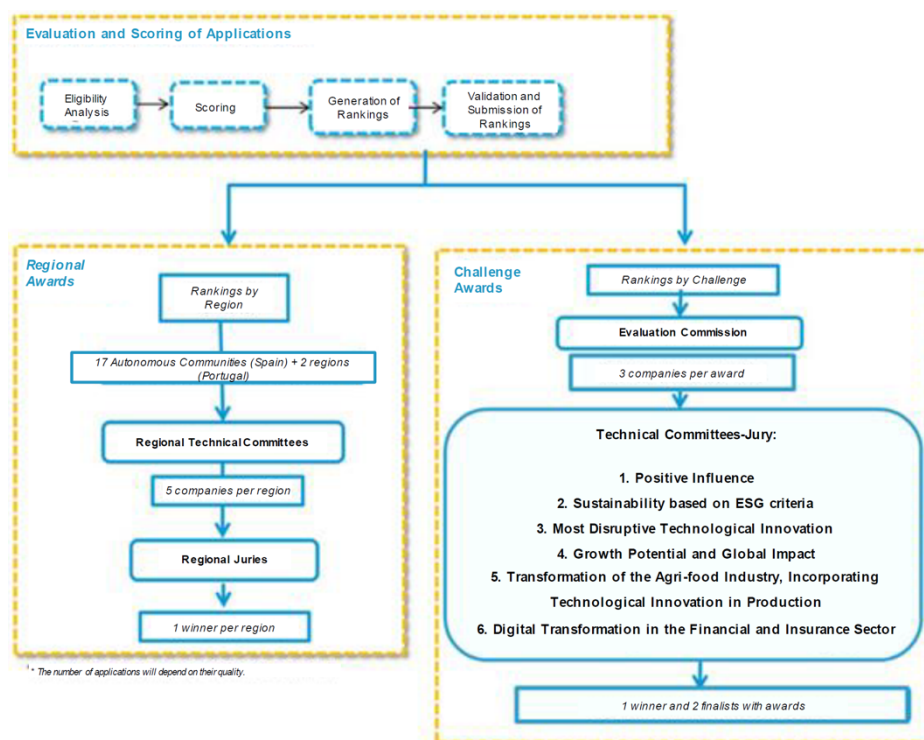 Evaluation and Scoring of Applications
Eligibility
Analysis
Scoring
Generation of
Rankings
Validation and
Submission of
Rankings
Regional
Awards
Rankings by
Region
17 Autonomous Communities (Spain) + 2 regions
(Portugal)
Regional Technical Committees
5 companies per region
Regional Juries
1 winner per region
1 * The number of applications will depend on their quality.
Challenge
Awards
Rankings by Challenge
Evaluation Commission
3 companies per award
Technical Committees-Jury:
1. Positive Influence
2. Sustainability based on ESG criteria
3. Most Disruptive Technological Innovation
4. Growth Potential and Global Impact
5. Transformation of the Agri-food Industry, Incorporating
Technological Innovation in Production
6. Digital Transformation in the Financial and Insurance Sector
1 winner and 2 finalists with awards